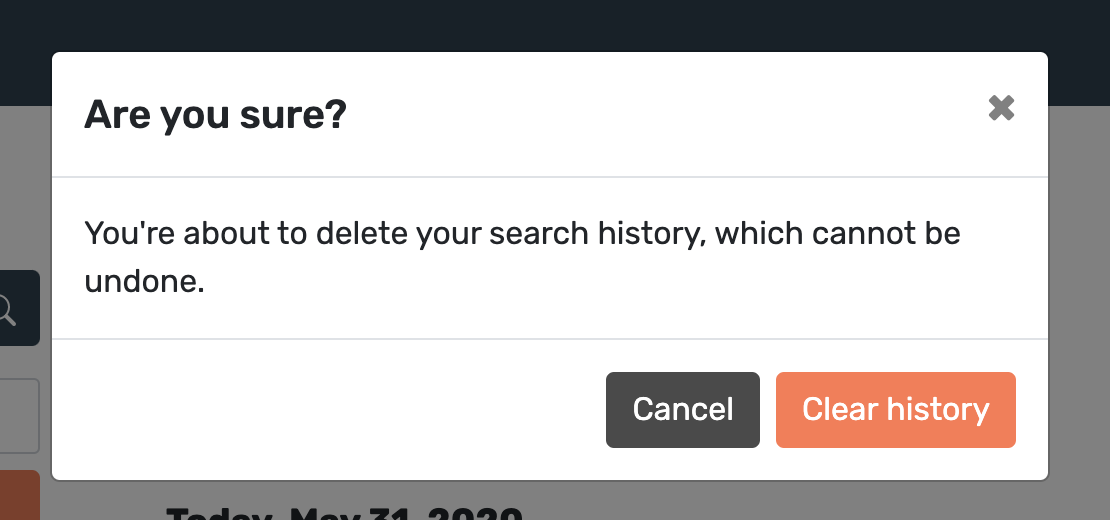 Are you sure?
You're about to delete your search history, which cannot be
undone.
Cancel
Clear history
Today, May 31, 2020